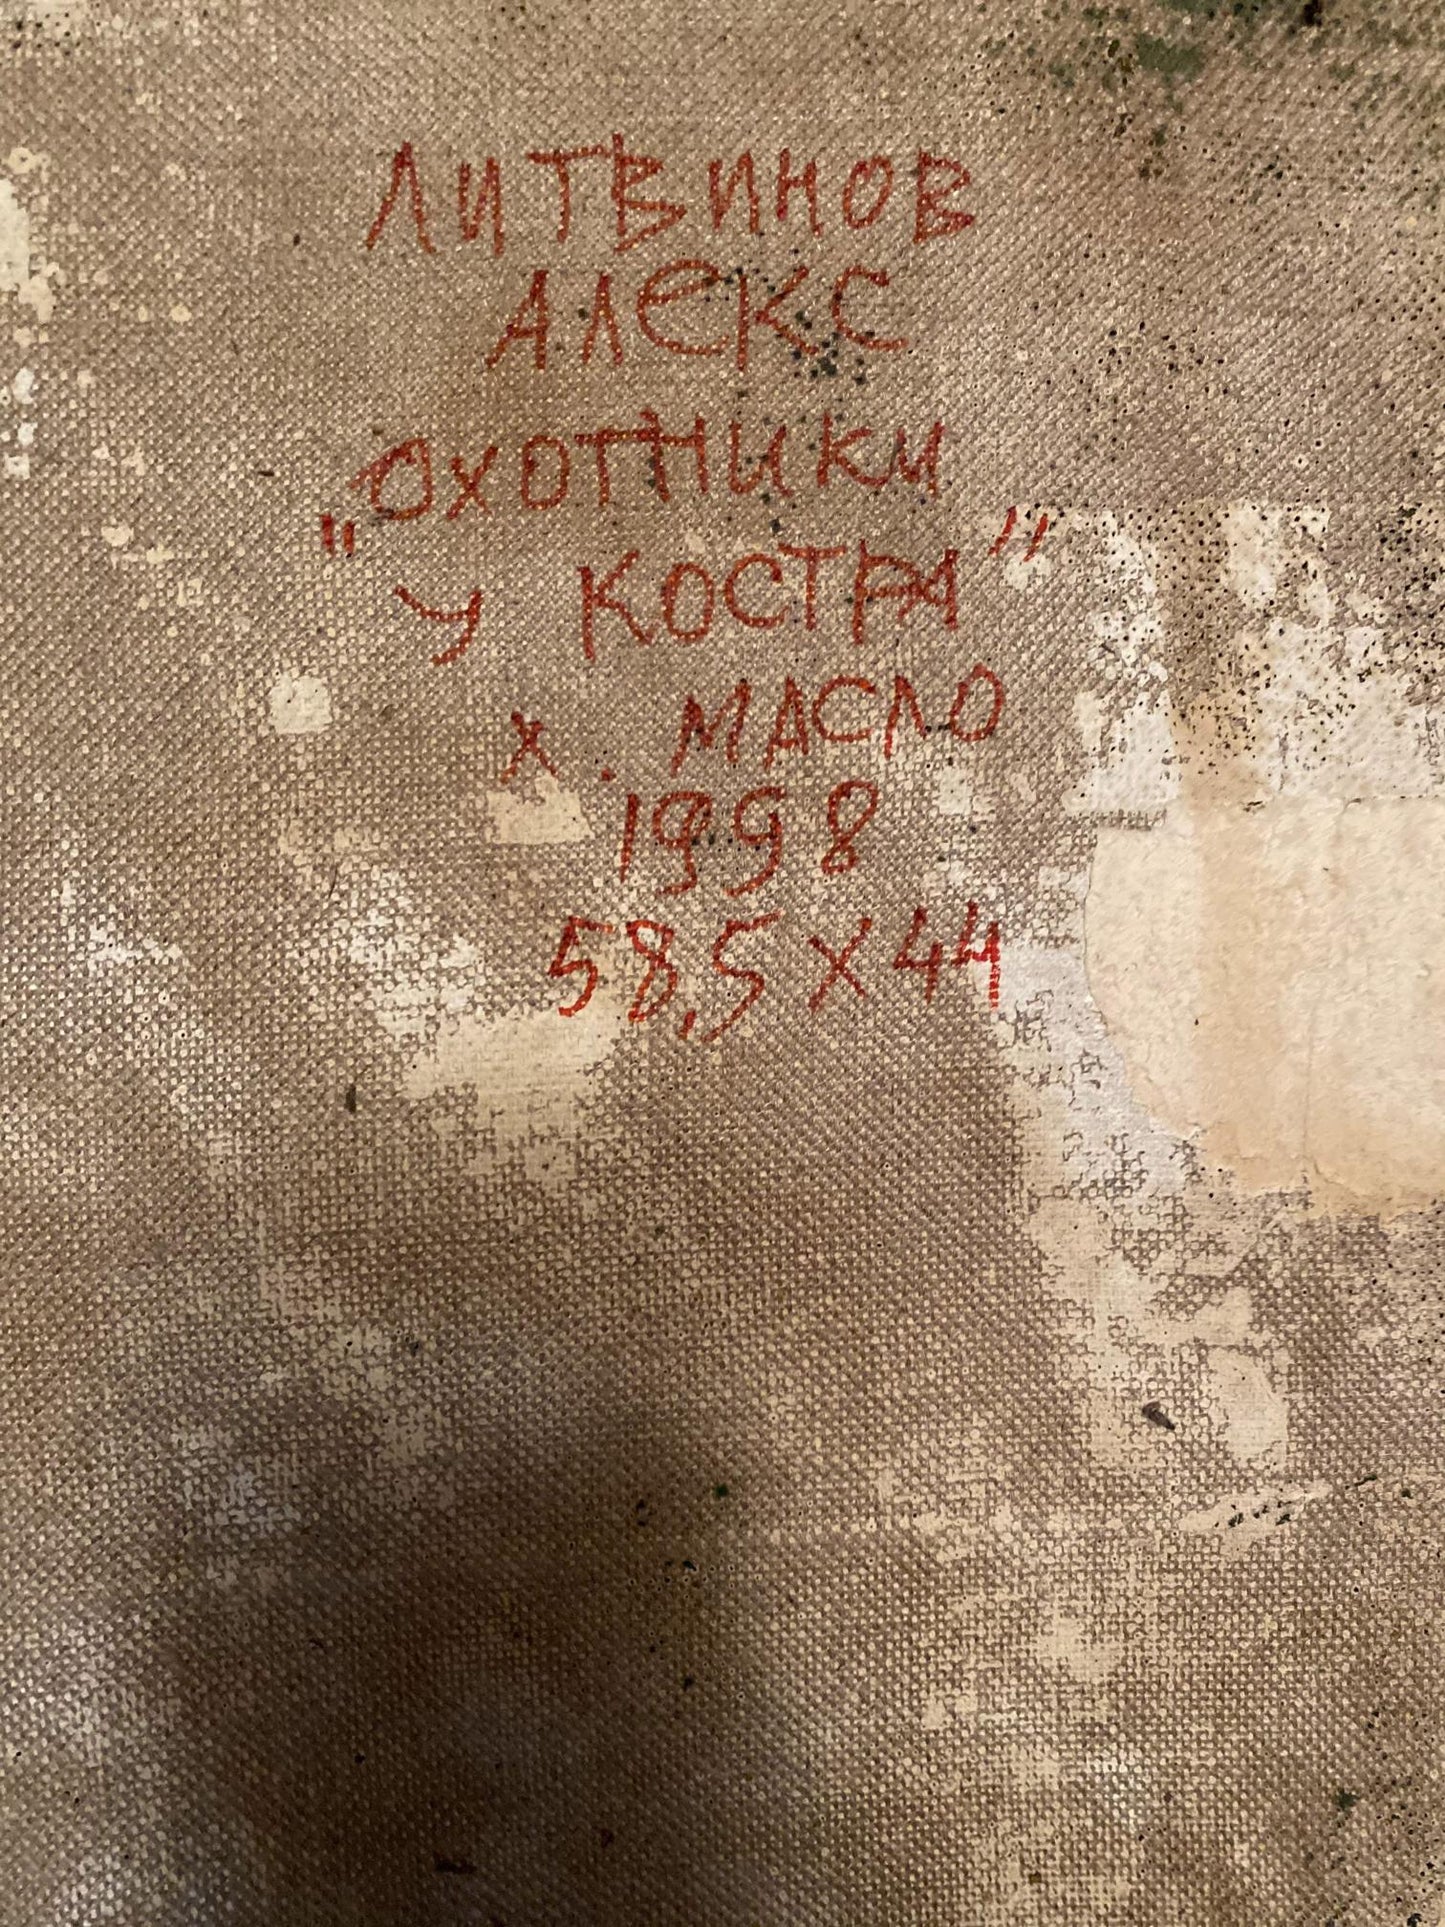 ЛИТВИНОВ
АЛЕКС
"ОХОТНИКИ
У КОСТРА"
х. МАСЛО
1998
58,5 X 44